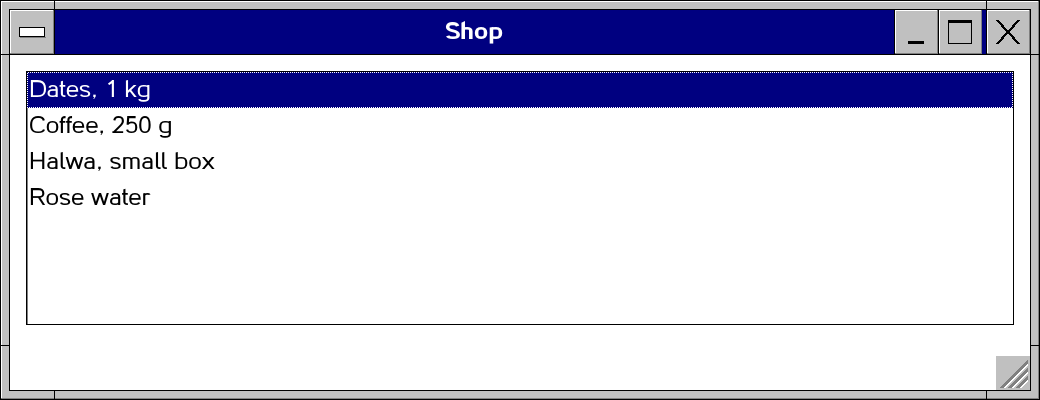 Shop
Dates, 1 kg
Coffee, 250 g
Halwa, small box
Rose water